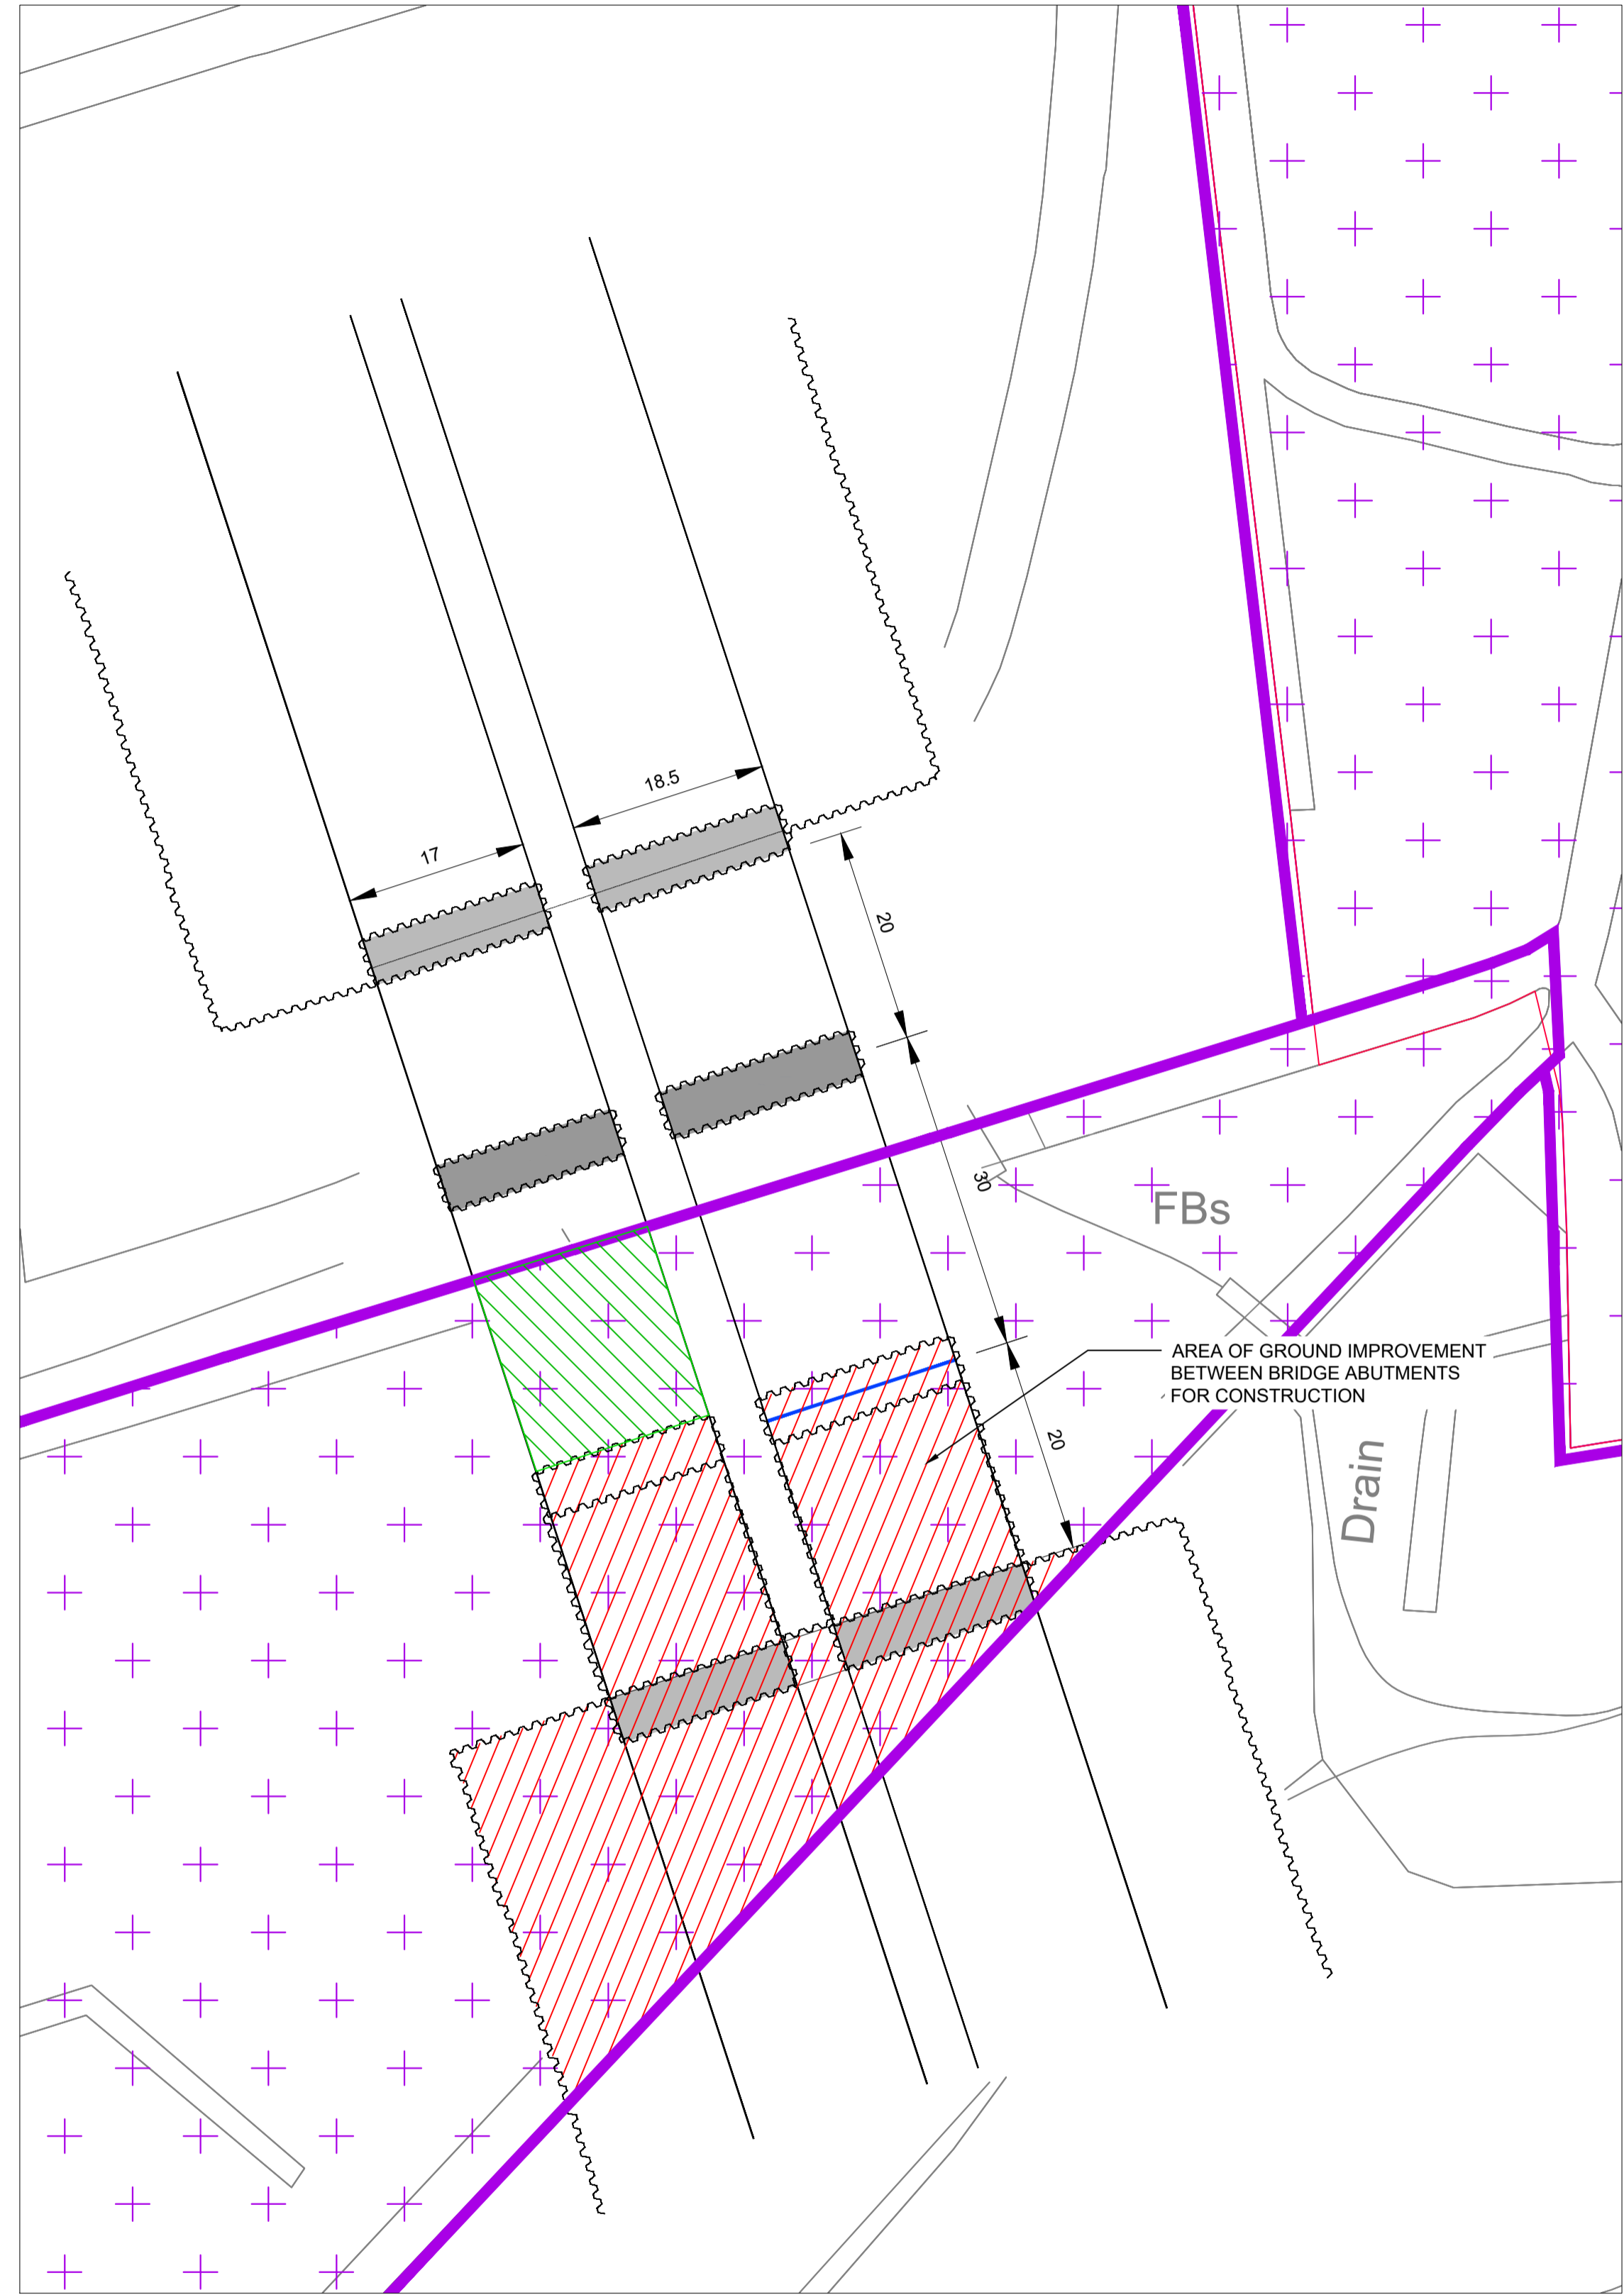 18.5
17
20
30
FBs
AREA OF GROUND IMPROVEMENT
BETWEEN BRIDGE ABUTMENTS
FOR CONSTRUCTION
20
Drain